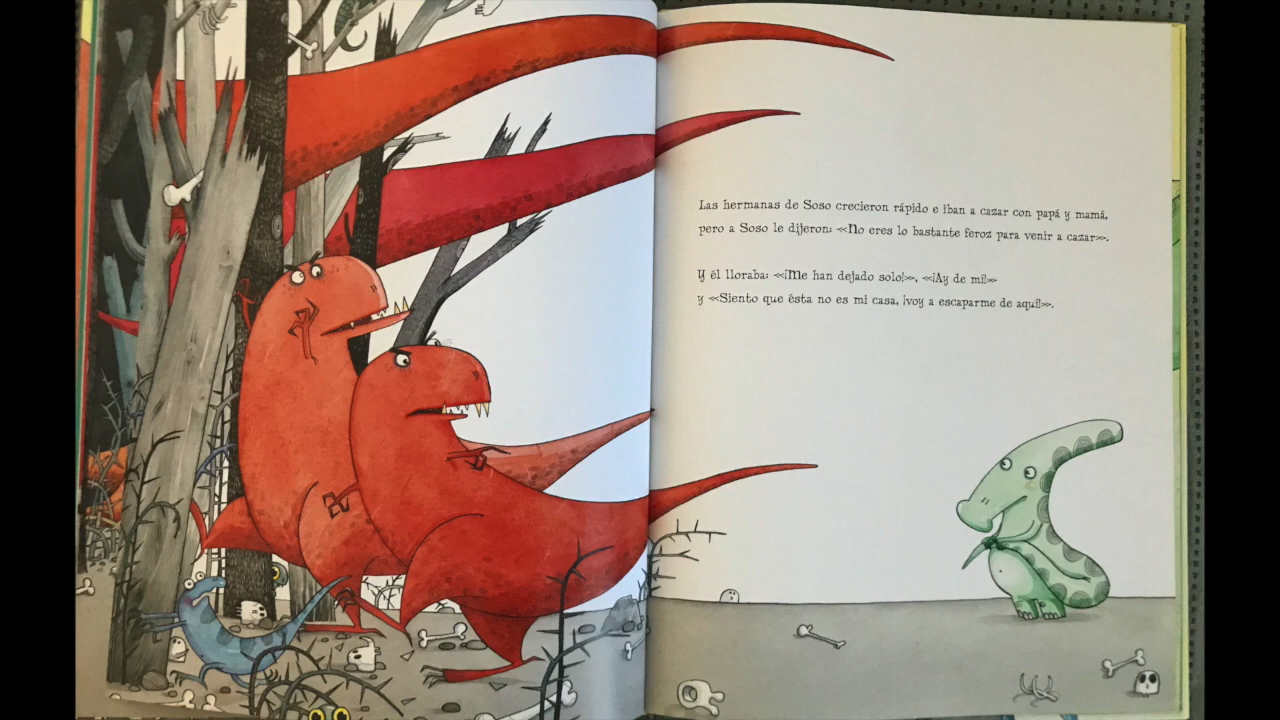 Las hermanas de Soso crecieron rápido e iban a cazar con papá y mamá,
pero a Soso le dijeron: «No eres lo bastante feroz para venir a cazar».
Y él lloraba: «¡Me han dejado solo!», «¡Ay de mí!»
y «Siento que ésta no es mi casa, ¡voy a escaparme de aquí!».